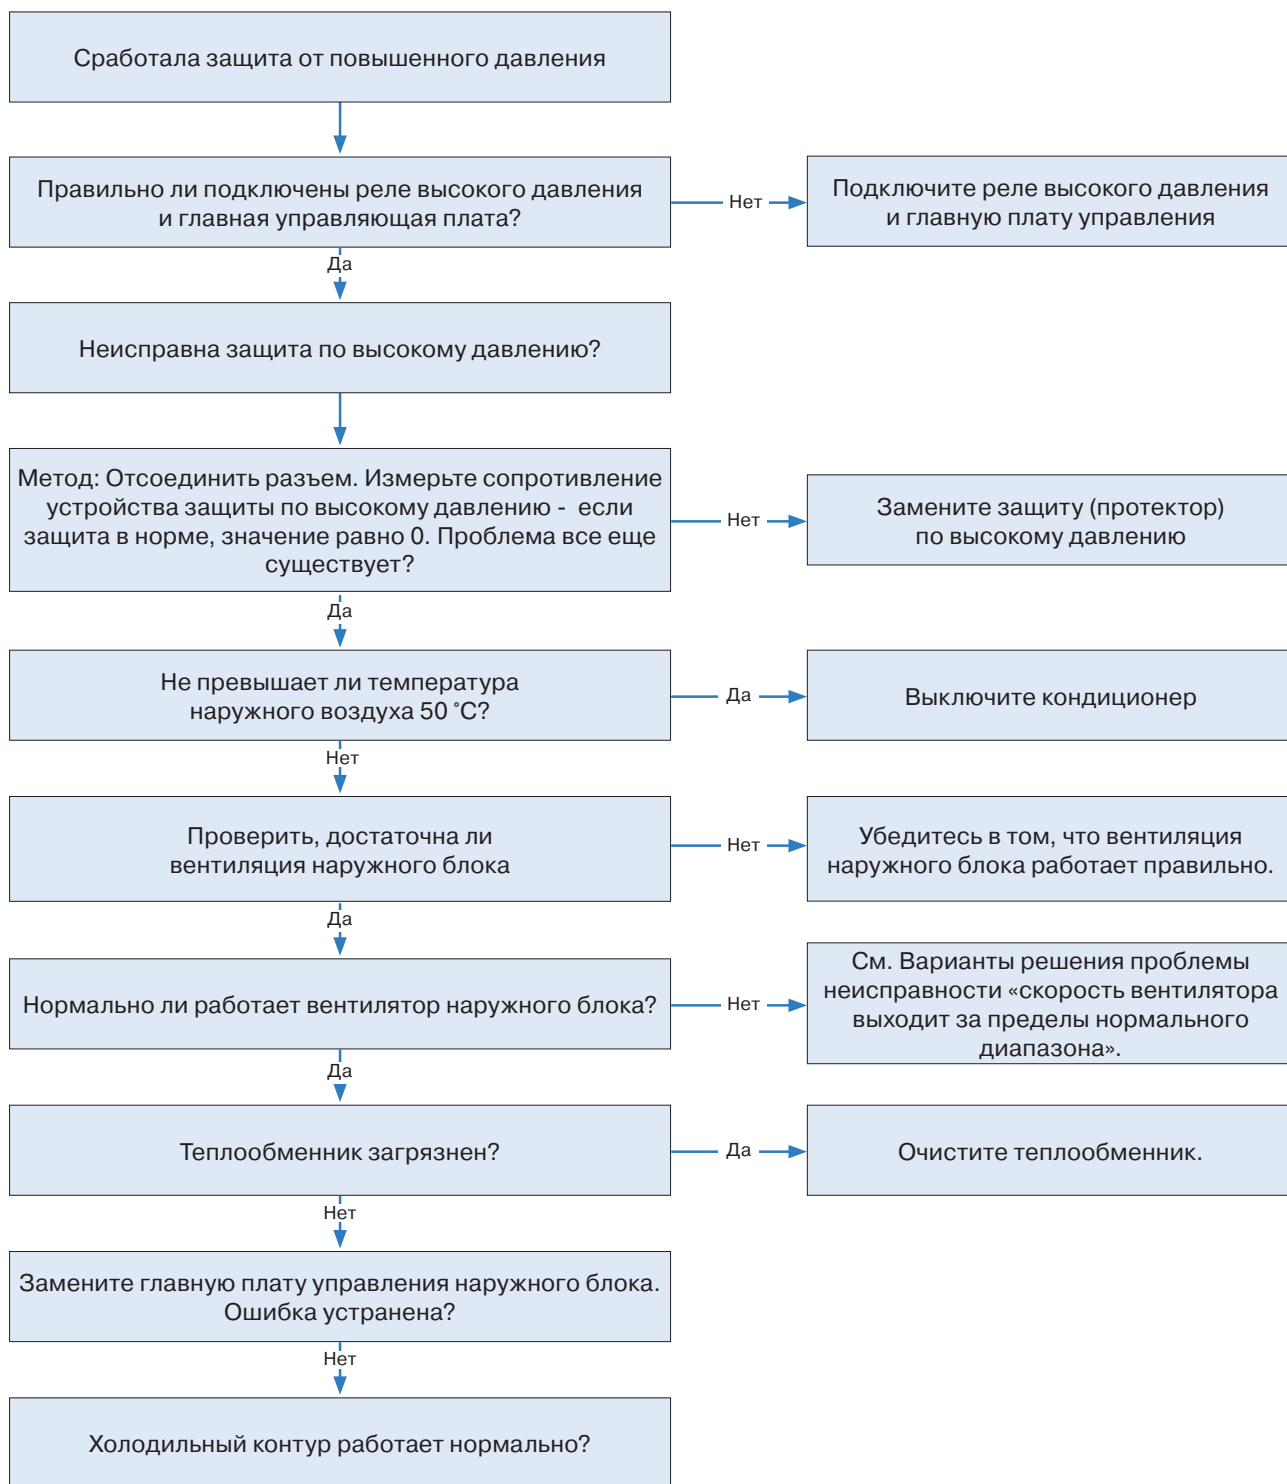 Сработала защита от повышенного давления
Правильно ли подключены реле высокого давления
и главная управляющая плата?
Нет
Подключите реле высокого давления
и главную плату управления
Да
Неисправна защита по высокому давлению?
Метод: Отсоединить разъем. Измерьте сопротивление
устройства защиты по высокому давлению - если
защита в норме, значение равно 0. Проблема все еще
существует?
Нет
Замените защиту (протектор)
по высокому давлению
Да
Не превышает ли температура
наружного воздуха 50 °С?
Да
Выключите кондиционер
Нет
Проверить, достаточна ли
вентиляция наружного блока
Нет
Убедитесь в том, что вентиляция
наружного блока работает правильно.
Да
Нормально ли работает вентилятор наружного блока?
Нет
См. Варианты решения проблемы
неисправности «скорость вентилятора
выходит за пределы нормального
диапазона».
Да
Теплообменник загрязнен?
Да
Очистите теплообменник.
Нет
Замените главную плату управления наружного блока.
Ошибка устранена?
Нет
Холодильный контур работает нормально?